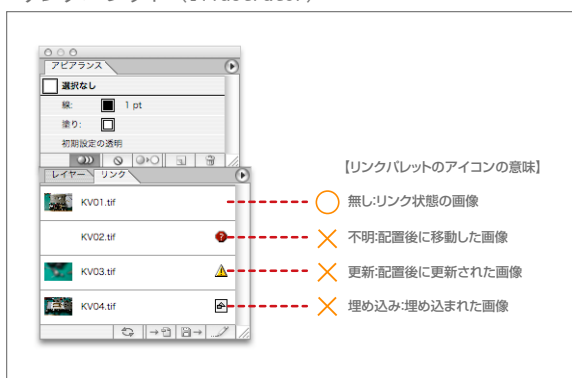 アピアランス
選択なし
線: 1 pt
塗り:
初期設定の透明
レイヤー リンク
【リンクパレットのアイコンの意味】
KV01.tif 無し:リンク状態の画像
KV02.tif 不明:配置後に移動した画像
KV03.tif 更新:配置後に更新された画像
KV04.tif 埋め込み:埋め込まれた画像